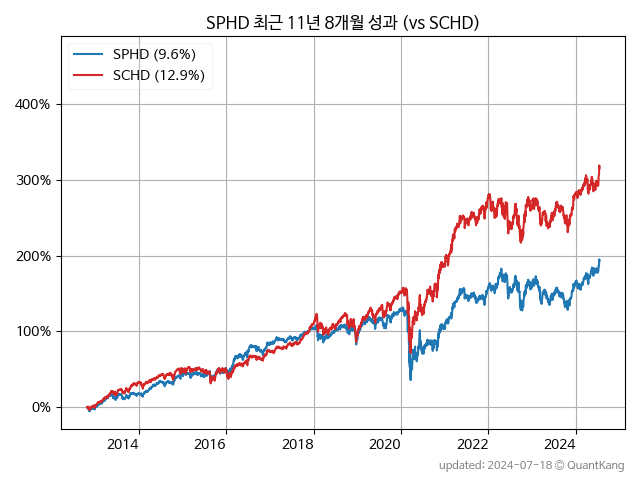 SPHD 최근 11년 8개월 성과 (vs SCHD)
SPHD (9.6%)
SCHD (12.9%)
400%
300%
200%
100%
0%
2014 2016 2018 2020 2022 2024
updated: 2024-07-18 © QuantKang